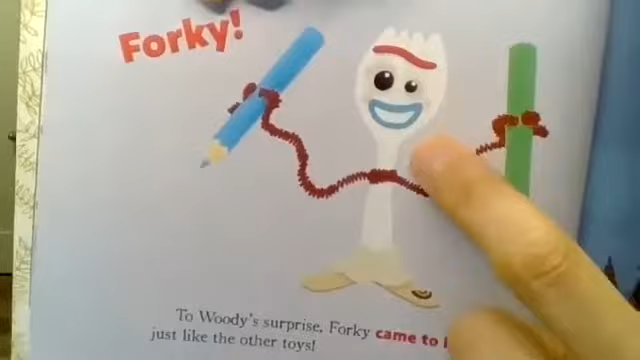 Forky!
To Woody's surprise, Forky came to
just like the other toys!